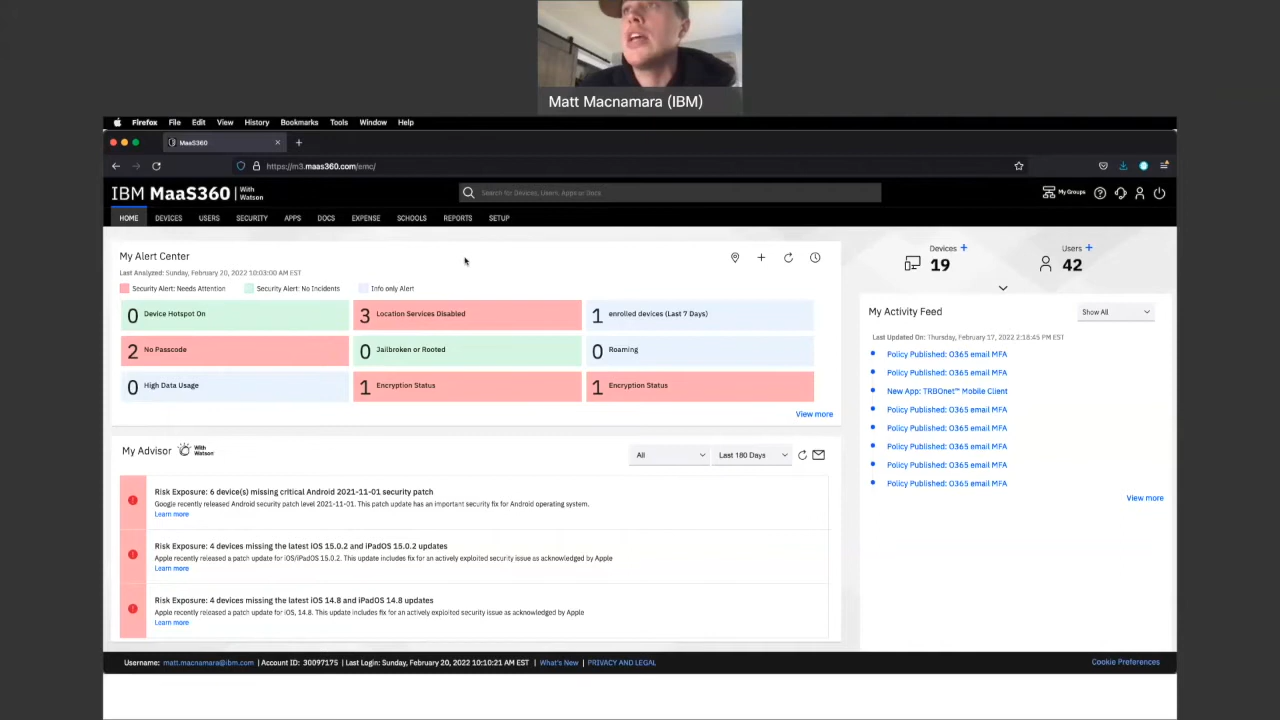 Matt Macnamara (IBM)
Firefox File Edit View History Bookmarks Tools Window Help
MaaS360
https://m3.maas360.com/emc/
IBM MaaS360 | With Watson
Search for Devices, Users, Apps or Docs
My Groups
HOME DEVICES USERS SECURITY APPS DOCS EXPENSE SCHOOLS REPORTS SETUP
My Alert Center
Last Analyzed: Sunday, February 20, 2022 10:03:00 AM EST
Security Alert: Needs Attention Security Alert: No Incidents Info only Alert
0 Device Hotspot On 3 Location Services Disabled 1 enrolled devices (Last 7 Days)
2 No Passcode 0 Jailbroken or Rooted 0 Roaming
0 High Data Usage 1 Encryption Status 1 Encryption Status
View more
My Advisor With Watson
All Last 180 Days
Risk Exposure: 6 device(s) missing critical Android 2021-11-01 security patch
Google recently released Android security patch level 2021-11-01. This patch update has an important security fix for Android operating system.
Learn more
Risk Exposure: 4 devices missing the latest iOS 15.0.2 and iPadOS 15.0.2 updates
Apple recently released a patch update for iOS/iPadOS 15.0.2. This update includes fix for an actively exploited security issue as acknowledged by Apple
Learn more
Risk Exposure: 4 devices missing the latest iOS 14.8 and iPadOS 14.8 updates
Apple recently released a patch update for iOS, 14.8. This update includes fix for an actively exploited security issue as acknowledged by Apple
Learn more
Devices +
19
Users +
42
My Activity Feed
Show All
Last Updated On: Thursday, February 17, 2022 2:18:45 PM EST
Policy Published: O365 email MFA
Policy Published: O365 email MFA
New App: TRBOnet™ Mobile Client
Policy Published: O365 email MFA
Policy Published: O365 email MFA
Policy Published: O365 email MFA
Policy Published: O365 email MFA
Policy Published: O365 email MFA
View more
Username: matt.macnamara@ibm.com | Account ID: 30097175 | Last Login: Sunday, February 20, 2022 10:10:21 AM EST | What's New | PRIVACY AND LEGAL
Cookie Preferences